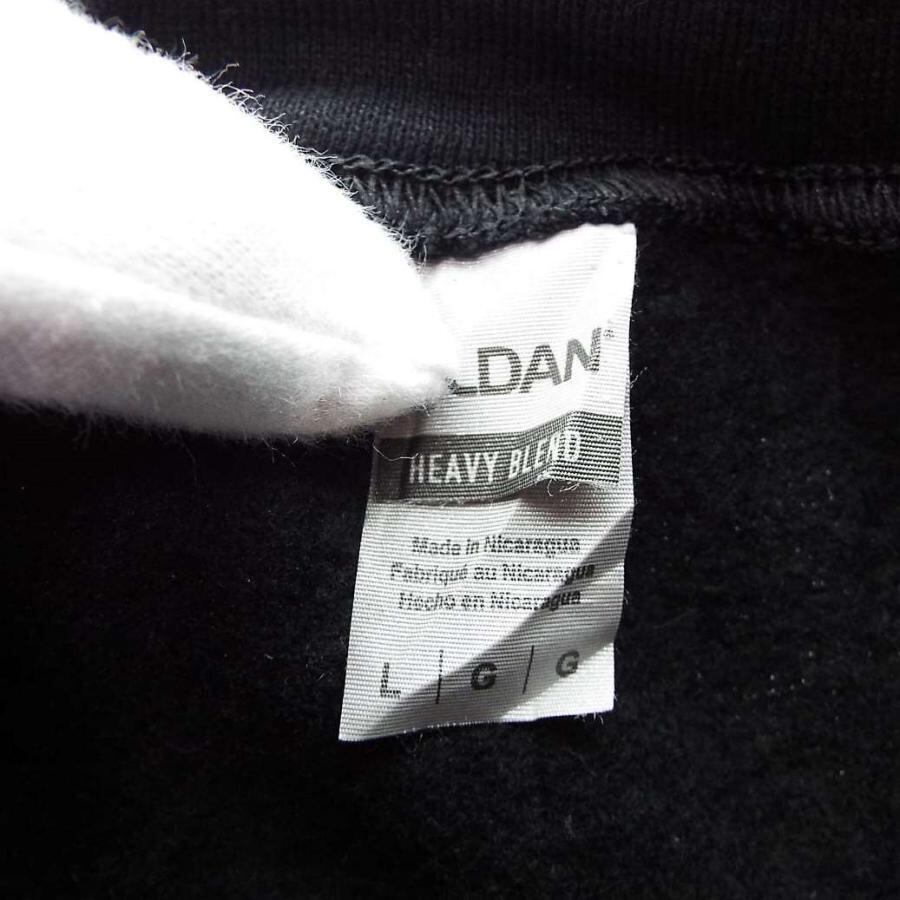 LDAN®
HEAVY BLEND
Made in Nicaragua
Fabriqué au Nicaragua
Hecho en Nicaragua
L | G | G